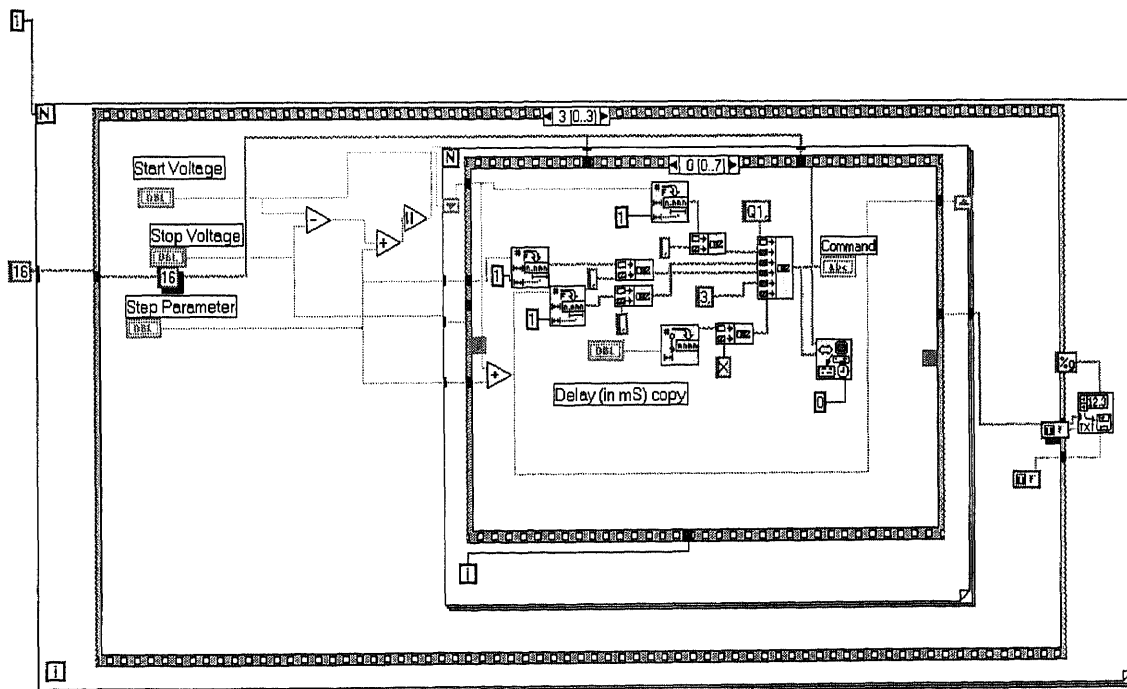 1
N
3 [0..3]
Start Voltage
DBL
Stop Voltage
DBL
16
16
Step Parameter
DBL
N
0 [0..7]
1
Q1,
Command
abc
1
1
3,
DBL
X
Delay (in mS) copy
0
i
%g
TXT
T F
T F
i